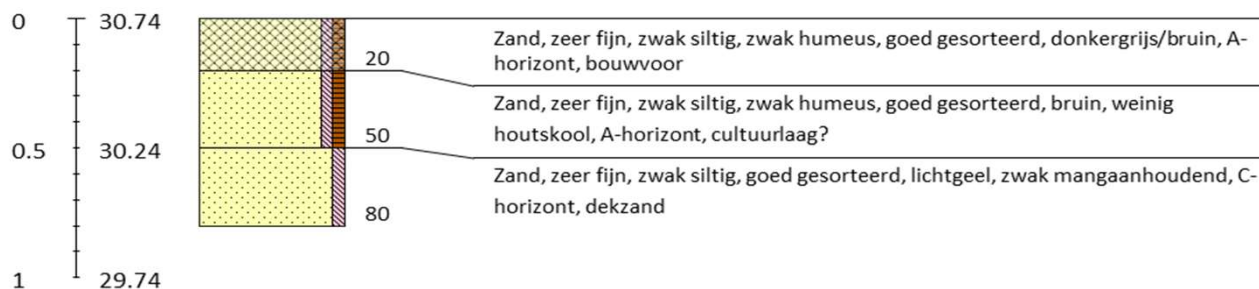 0 30.74
Zand, zeer fijn, zwak siltig, zwak humeus, goed gesorteerd, donkergrijs/bruin, A-
horizont, bouwvoor
20
Zand, zeer fijn, zwak siltig, zwak humeus, goed gesorteerd, bruin, weinig
houtskool, A-horizont, cultuurlaag?
50
0.5 30.24
Zand, zeer fijn, zwak siltig, goed gesorteerd, lichtgeel, zwak mangaanhoudend, C-
horizont, dekzand
80
1 29.74